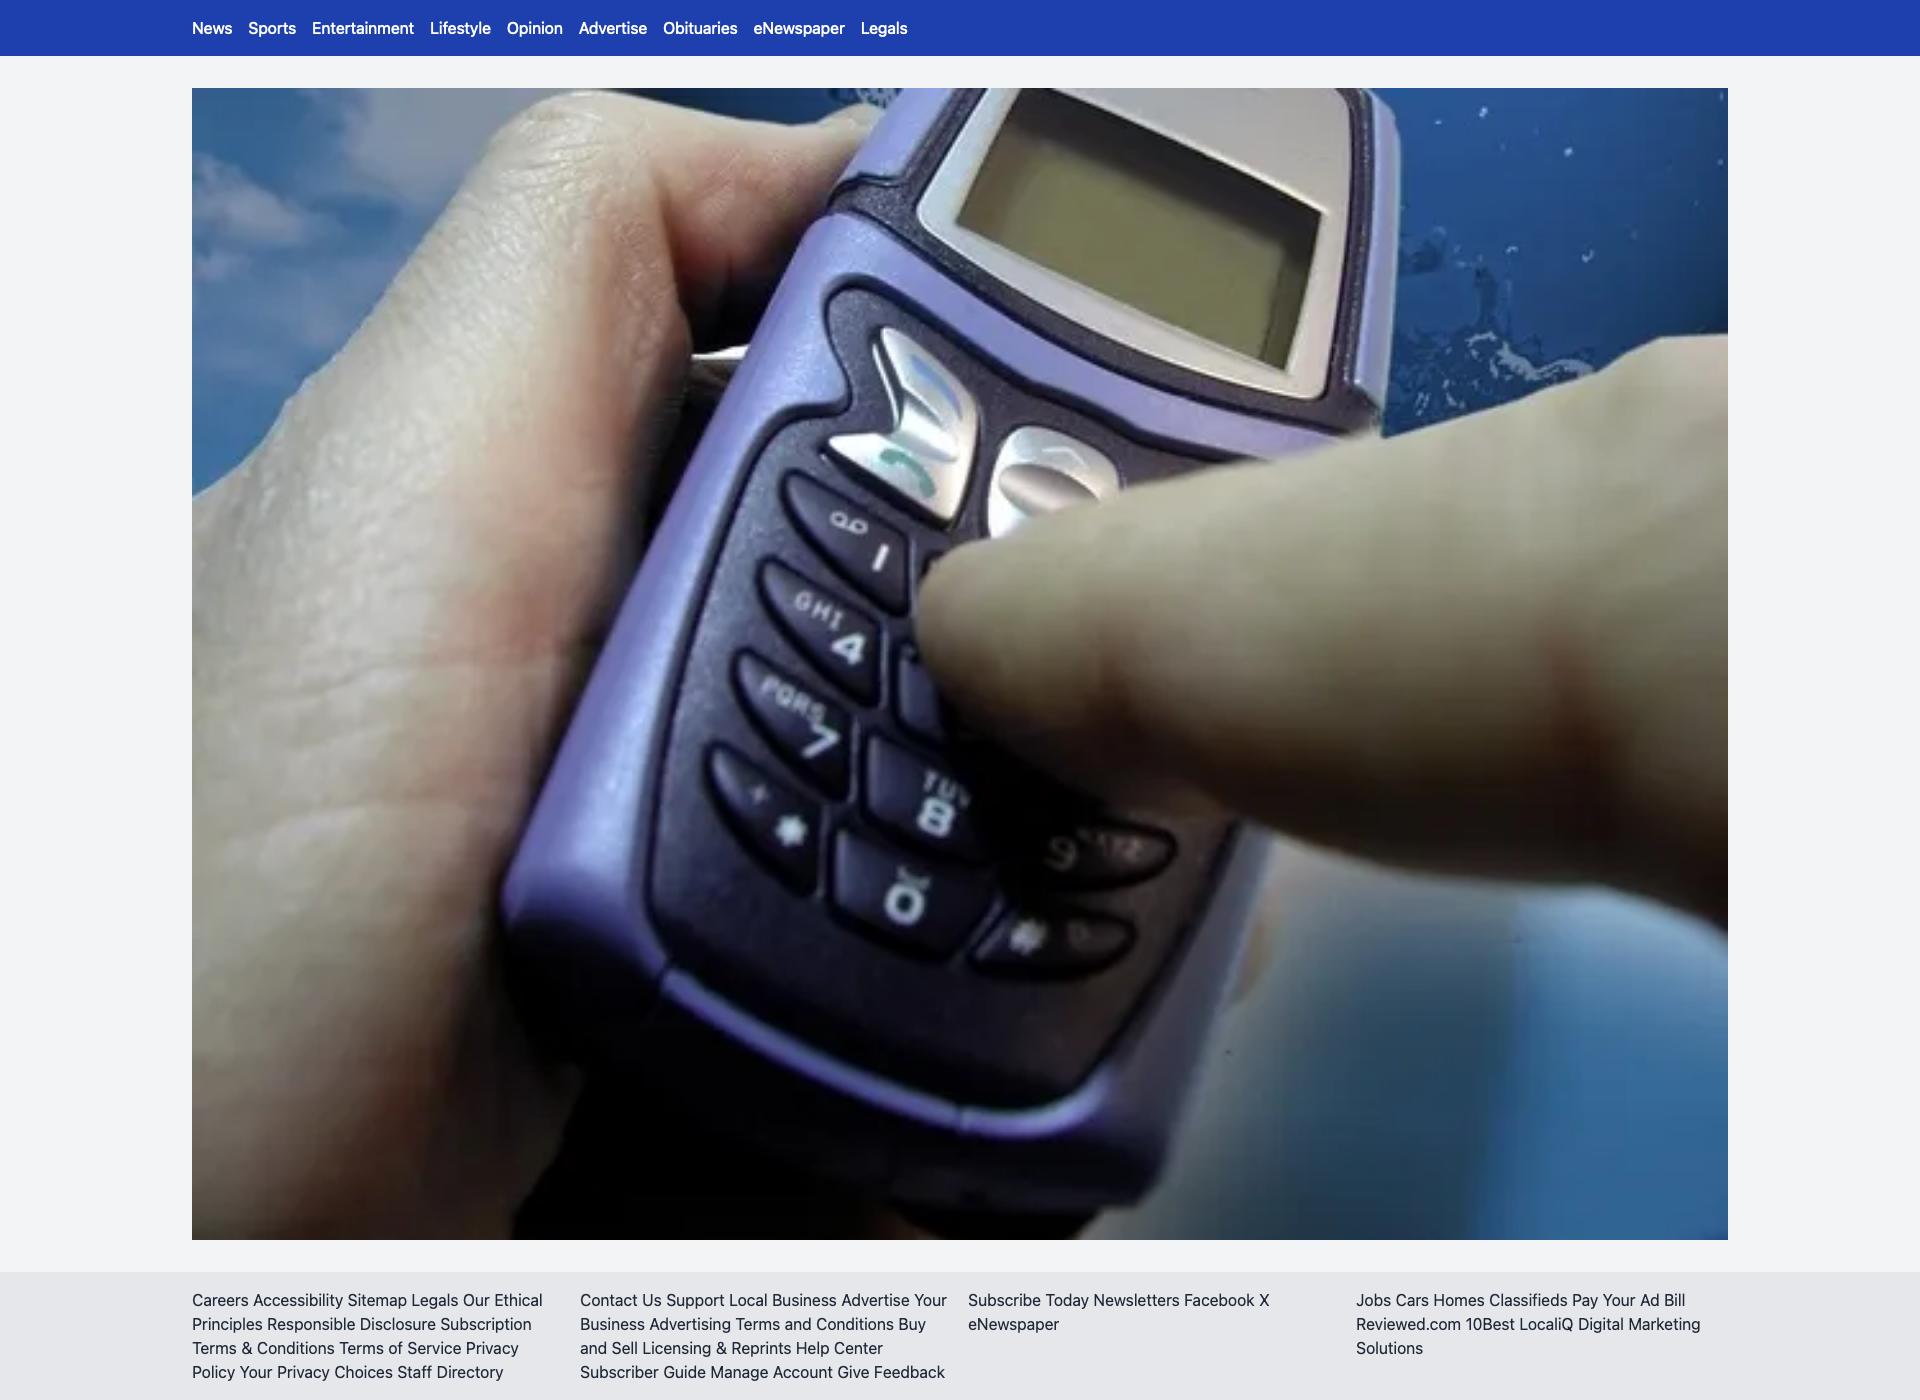 News Sports Entertainment Lifestyle Opinion Advertise Obituaries eNewspaper Legals
1
GHI
4
PQRS
7
TUV
8
9
+
*
0
#
Careers Accessibility Sitemap Legals Our Ethical
Principles Responsible Disclosure Subscription
Terms & Conditions Terms of Service Privacy
Policy Your Privacy Choices Staff Directory
Contact Us Support Local Business Advertise Your
Business Advertising Terms and Conditions Buy
and Sell Licensing & Reprints Help Center
Subscriber Guide Manage Account Give Feedback
Subscribe Today Newsletters Facebook X
eNewspaper
Jobs Cars Homes Classifieds Pay Your Ad Bill
Reviewed.com 10Best LocaliQ Digital Marketing
Solutions